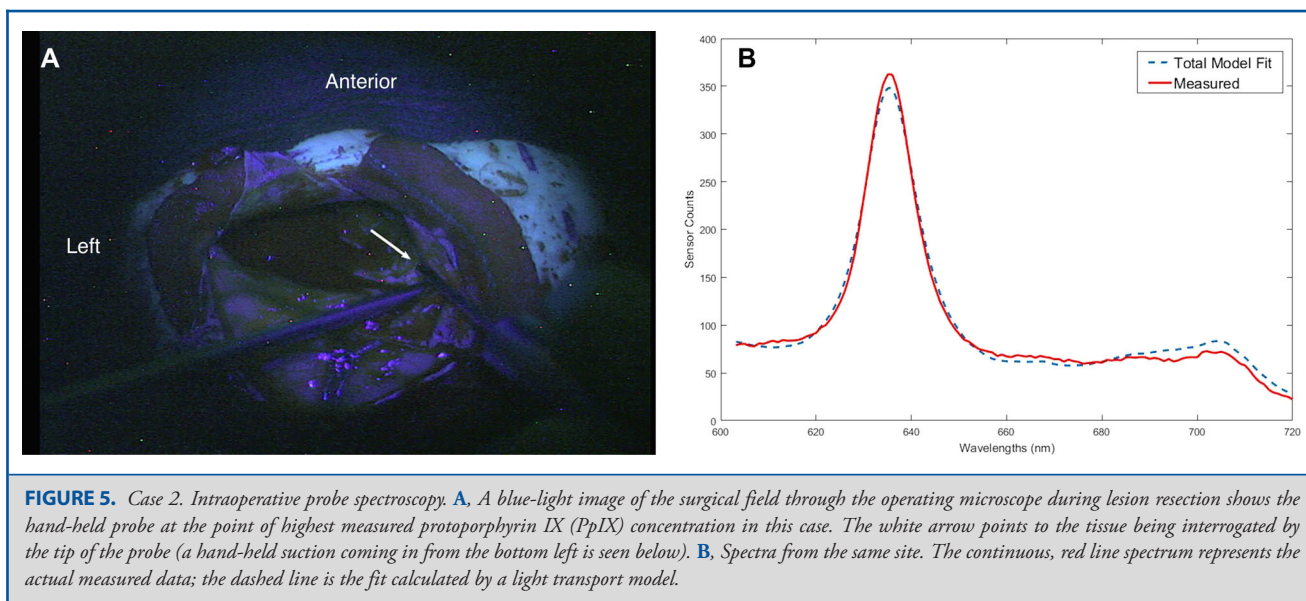 A
Anterior
Left
B
Total Model Fit
Measured
400
350
300
250
200
150
100
50
0
Sensor Counts
600
620
640
660
680
700
720
Wavelengths (nm)
FIGURE 5. Case 2. Intraoperative probe spectroscopy. A, A blue-light image of the surgical field through the operating microscope during lesion resection shows the
hand-held probe at the point of highest measured protoporphyrin IX (PpIX) concentration in this case. The white arrow points to the tissue being interrogated by
the tip of the probe (a hand-held suction coming in from the bottom left is seen below). B, Spectra from the same site. The continuous, red line spectrum represents the
actual measured data; the dashed line is the fit calculated by a light transport model.